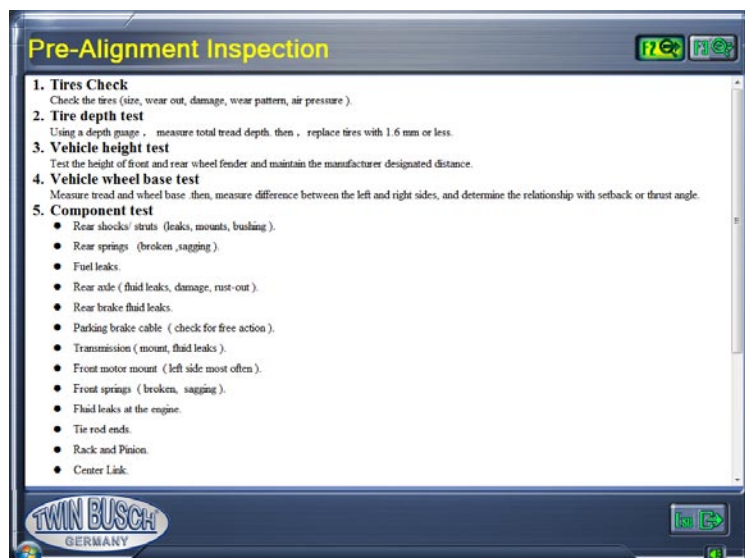 Pre-Alignment Inspection
F2
F3
1. Tires Check
Check the tires (size, wear out, damage, wear pattern, air pressure ).
2. Tire depth test
Using a depth guage , measure total tread depth. then , replace tires with 1.6 mm or less.
3. Vehicle height test
Test the height of front and rear wheel fender and maintain the manufacturer designated distance.
4. Vehicle wheel base test
Measure tread and wheel base .then, measure difference between the left and right sides, and determine the relationship with setback or thrust angle.
5. Component test
● Rear shocks/ struts (leaks, mounts, bushing ).
● Rear springs (broken ,sagging ).
● Fuel leaks.
● Rear axle ( fluid leaks, damage, rust-out ).
● Rear brake fluid leaks.
● Parking brake cable ( check for free action ).
● Transmission ( mount, fluid leaks ).
● Front motor mount ( left side most often ).
● Front springs ( broken, sagging ).
● Fluid leaks at the engine.
● Tie rod ends.
● Rack and Pinion.
● Center Link.
TWIN BUSCH
GERMANY